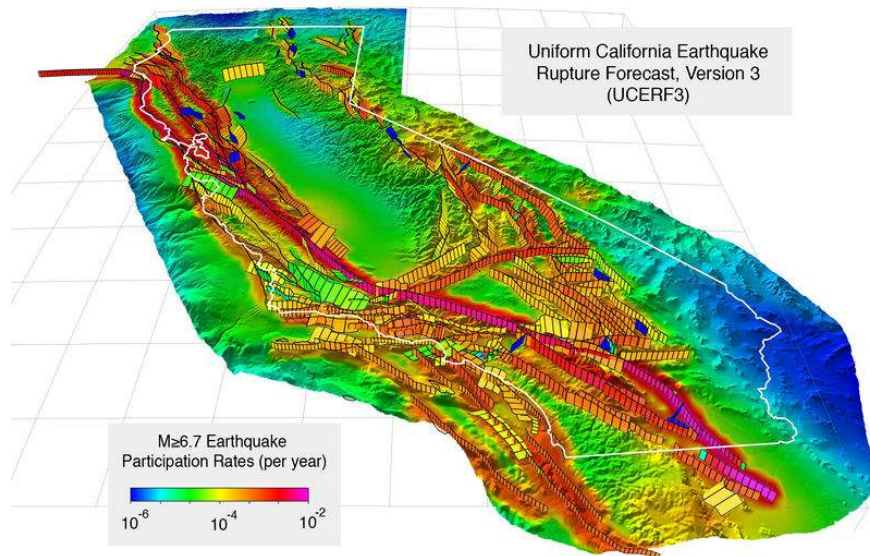 Uniform California Earthquake
Rupture Forecast, Version 3
(UCERF3)
M≥6.7 Earthquake
Participation Rates (per year)
10-6 10-4 10-2